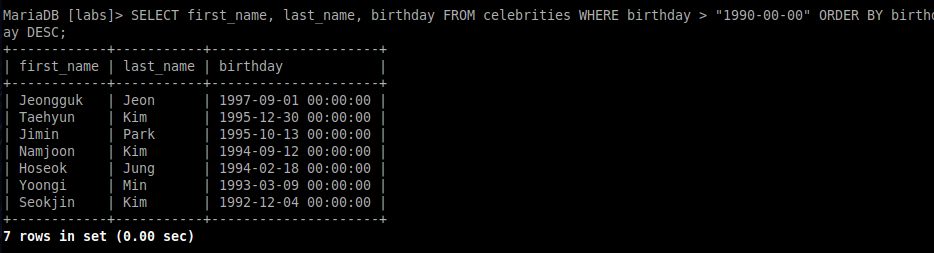 MariaDB [labs]> SELECT first_name, last_name, birthday FROM celebrities WHERE birthday > "1990-00-00" ORDER BY birthd
ay DESC;
+------------+-----------+---------------------+
| first_name | last_name | birthday            |
+------------+-----------+---------------------+
| Jeongguk   | Jeon      | 1997-09-01 00:00:00 |
| Taehyun    | Kim       | 1995-12-30 00:00:00 |
| Jimin      | Park      | 1995-10-13 00:00:00 |
| Namjoon    | Kim       | 1994-09-12 00:00:00 |
| Hoseok     | Jung      | 1994-02-18 00:00:00 |
| Yoongi     | Min       | 1993-03-09 00:00:00 |
| Seokjin    | Kim       | 1992-12-04 00:00:00 |
+------------+-----------+---------------------+
7 rows in set (0.00 sec)